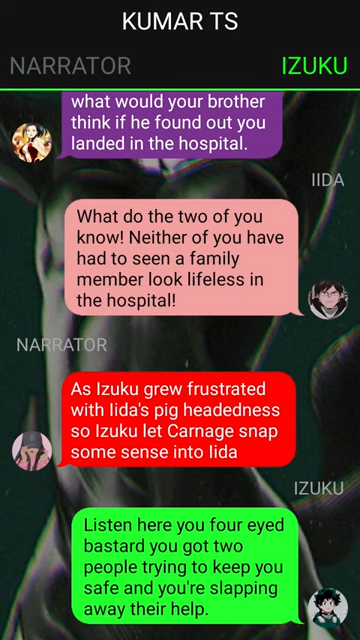 KUMAR TS
NARRATOR
IZUKU
what would your brother
think if he found out you
landed in the hospital.
IIDA
What do the two of you
know! Neither of you have
had to seen a family
member look lifeless in
the hospital!
NARRATOR
As Izuku grew frustrated
with Iida's pig headedness
so Izuku let Carnage snap
some sense into Iida
IZUKU
Listen here you four eyed
bastard you got two
people trying to keep you
safe and you're slapping
away their help.